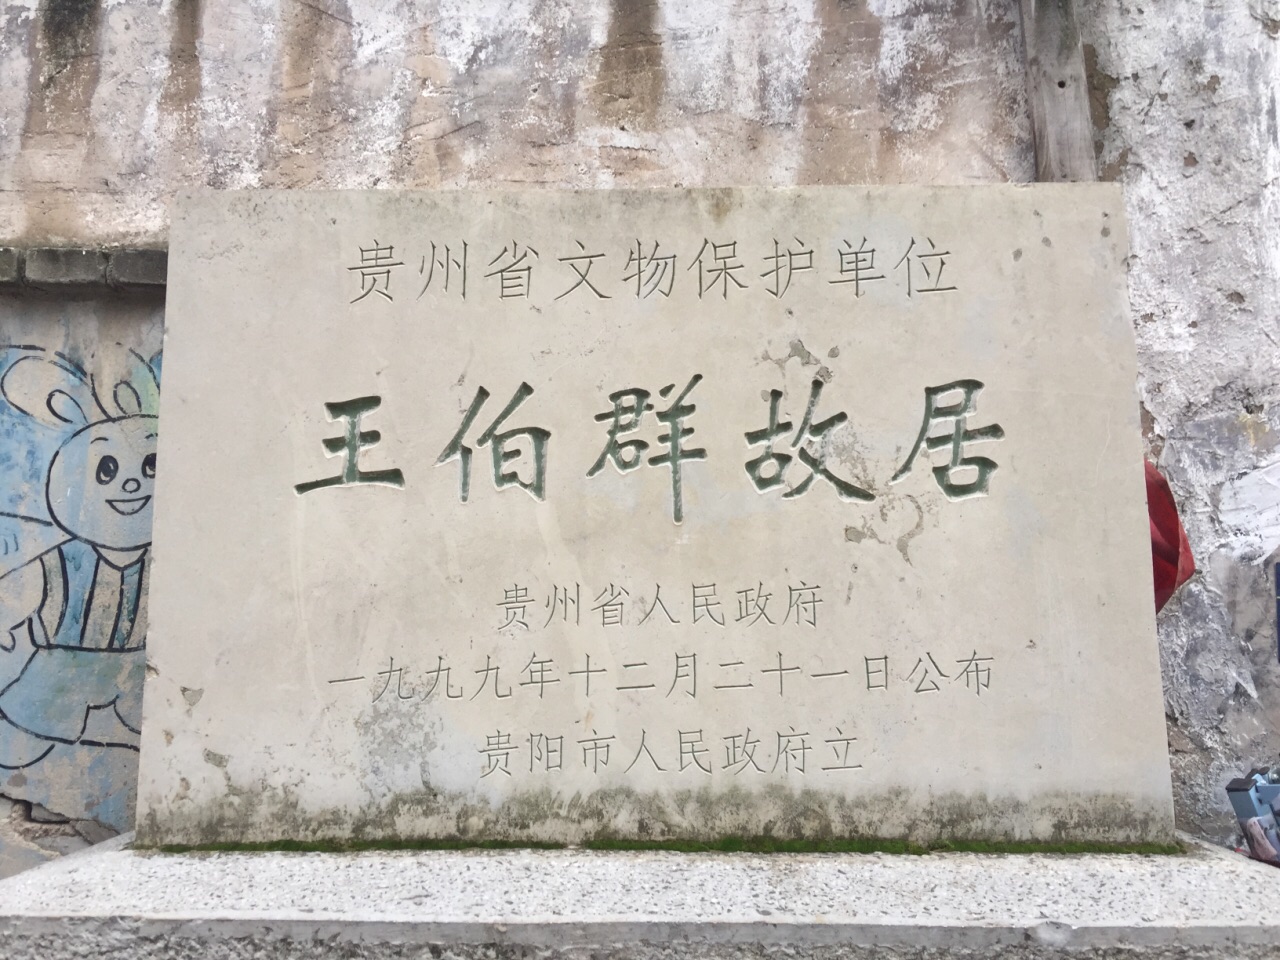 贵州省文物保护单位
王伯群故居
贵州省人民政府
一九九九年十二月二十一日公布
贵阳市人民政府立